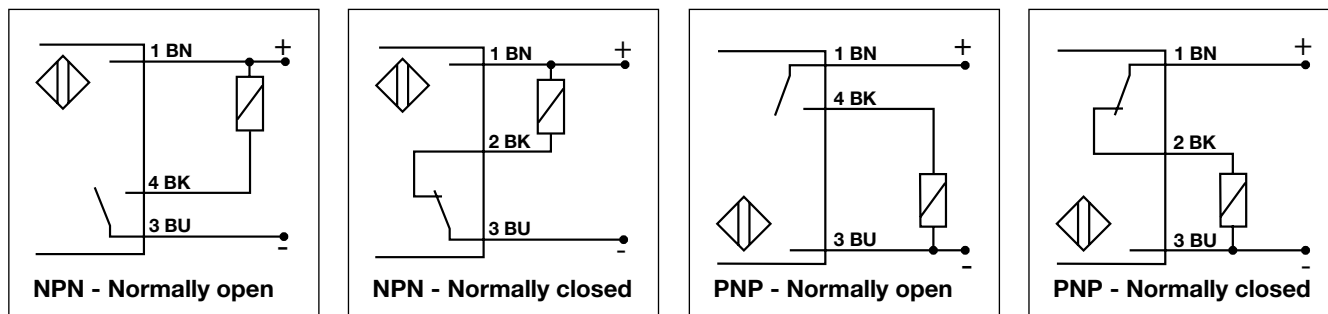 1 BN
+
4 BK
3 BU
-
NPN - Normally open
1 BN
+
2 BK
3 BU
-
NPN - Normally closed
+
1 BN
4 BK
3 BU
-
PNP - Normally open
+
1 BN
2 BK
3 BU
-
PNP - Normally closed